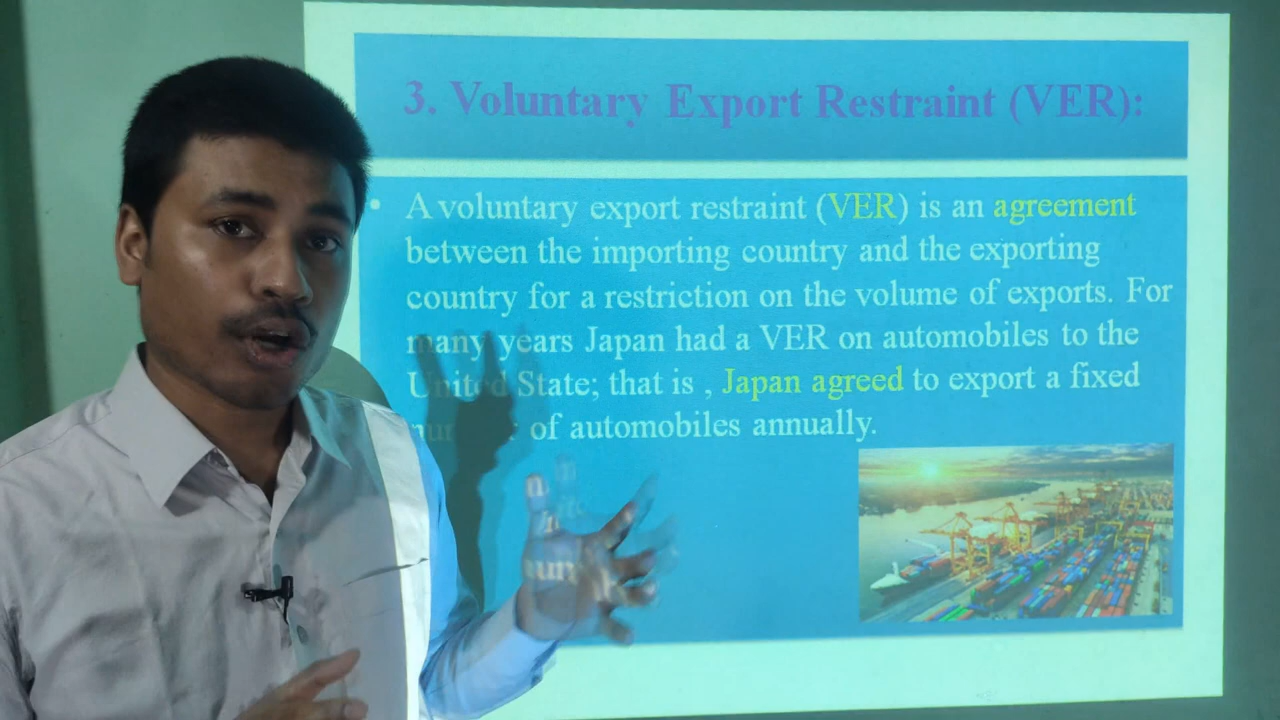 3. Voluntary Export Restraint (VER):
• A voluntary export restraint (VER) is an agreement
between the importing country and the exporting
country for a restriction on the volume of exports. For
many years Japan had a VER on automobiles to the
United State; that is , Japan agreed to export a fixed
of automobiles annually.